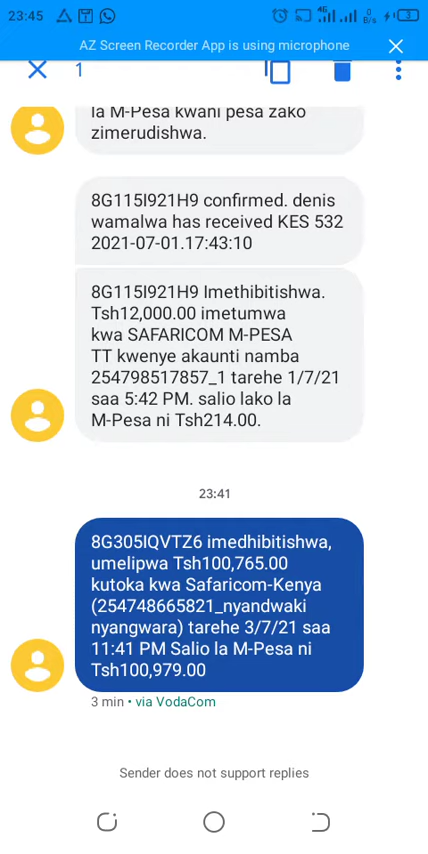 23:45
4G
0
B/s
3
AZ Screen Recorder App is using microphone
1
la M-Pesa kwani pesa zako
zimerudishwa.
8G115I921H9 confirmed. denis
wamalwa has received KES 532
2021-07-01.17:43:10
8G115I921H9 Imethibitishwa.
Tsh12,000.00 imetumwa
kwa SAFARICOM M-PESA
TT kwenye akaunti namba
254798517857_1 tarehe 1/7/21
saa 5:42 PM. salio lako la
M-Pesa ni Tsh214.00.
23:41
8G305IQVTZ6 imedhibitishwa,
umelipwa Tsh100,765.00
kutoka kwa Safaricom-Kenya
(254748665821_nyandwaki
nyangwara) tarehe 3/7/21 saa
11:41 PM Salio la M-Pesa ni
Tsh100,979.00
3 min • via VodaCom
Sender does not support replies